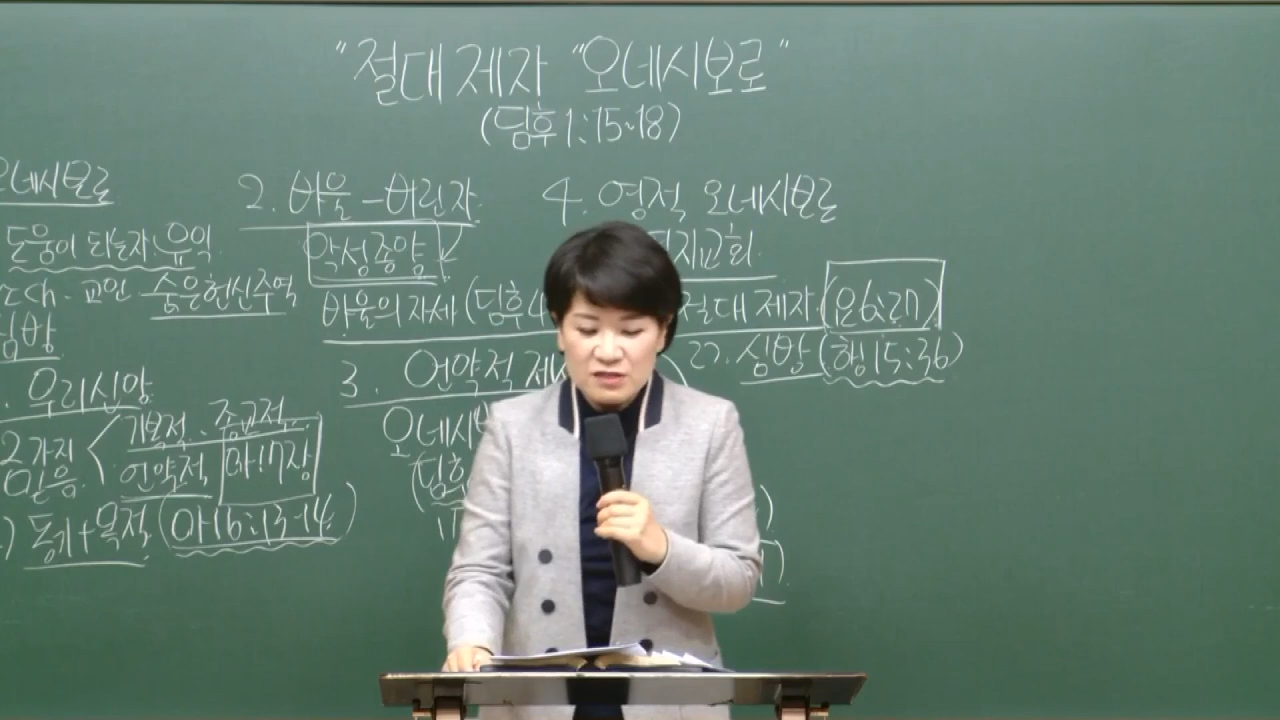 "절대 제자 "오네시보로"
(딤후1:15~18)
오네시보로
도움이 되는자, 유익
교인 숨은헌신주역
심방
우리신앙
2가지 기본적, 종교적
믿음 언약적 마17장
동기+목적 (마16:13-14)
2. 바울 - 버린자
악성종양
바울의 자세 (딤후4
3. 언약적 제
오네시보
(딤후
4. 영적 오네시보로
지교회
절대 제자 (요6:27)
27. 심방 (행15:36)